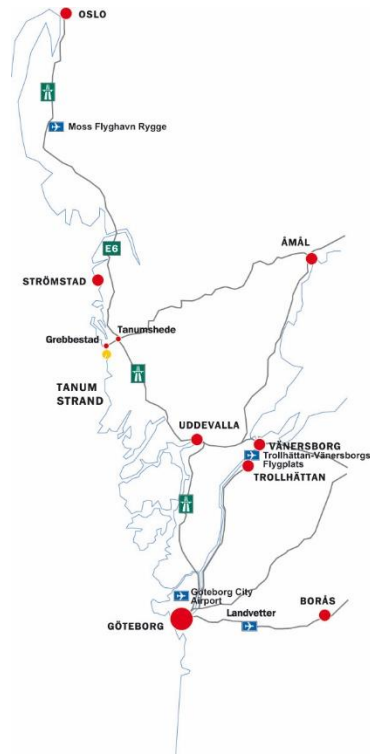 OSLO
Moss Flyghavn Rygge
E6
ÅMÅL
STRÖMSTAD
Tanumshede
Grebbestad
TANUM
STRAND
UDDEVALLA
VÄNERSBORG
Trollhättan-Vänersborgs
Flygplats
TROLLHÄTTAN
Göteborg City
Airport
BORÅS
Landvetter
GÖTEBORG